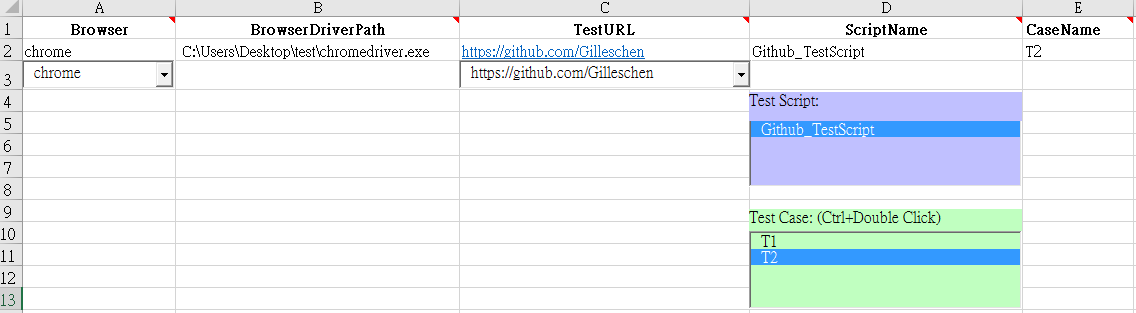 A B C D E
1 Browser BrowserDriverPath TestURL ScriptName CaseName
2 chrome C:\Users\Desktop\test\chromedriver.exe https://github.com/Gilleschen Github_TestScript T2
3 chrome https://github.com/Gilleschen
4 Test Script:
5 Github_TestScript
6
7
8
9 Test Case: (Ctrl+Double Click)
10 T1
11 T2
12
13